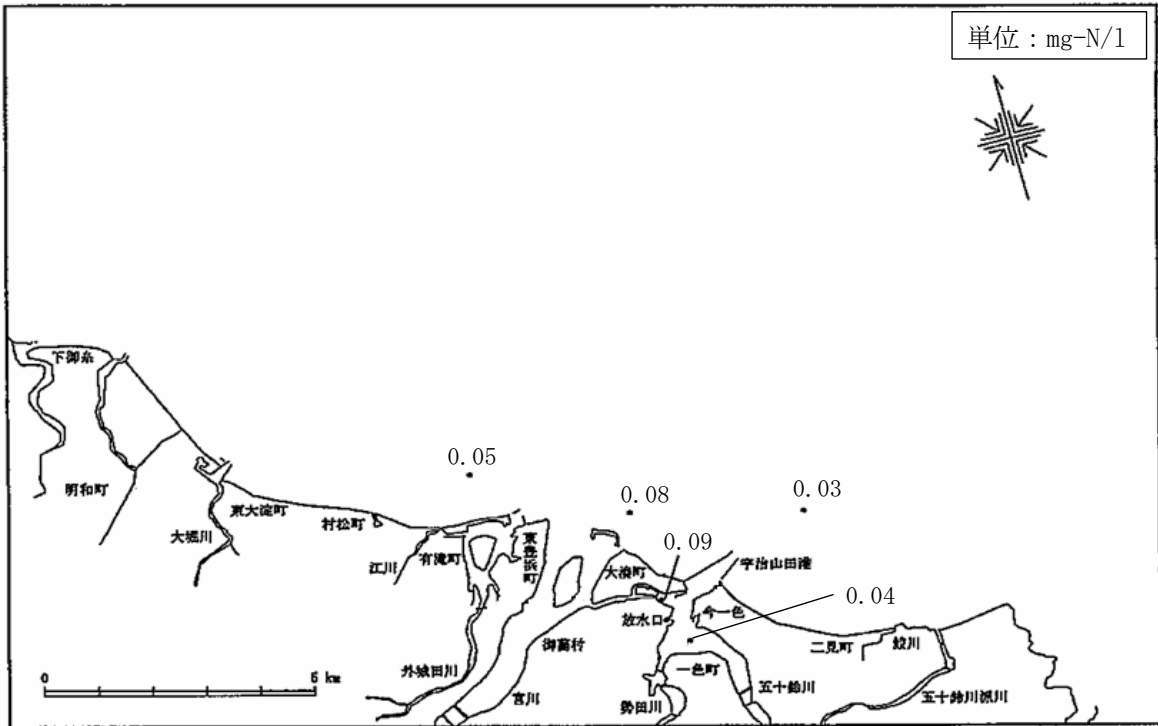 単位：mg-N/l
下御糸
0.05
明和町
0.08
0.03
東大淀町
村松町
大堀川
江川
有滝町
東豊浜町
0.09
大湊町
宇治山田港
0.04
放水口
今一色
御薗村
二見町
鮫川
外城田川
宮川
一色町
勢田川
五十鈴川
五十鈴川派川
0
5 km